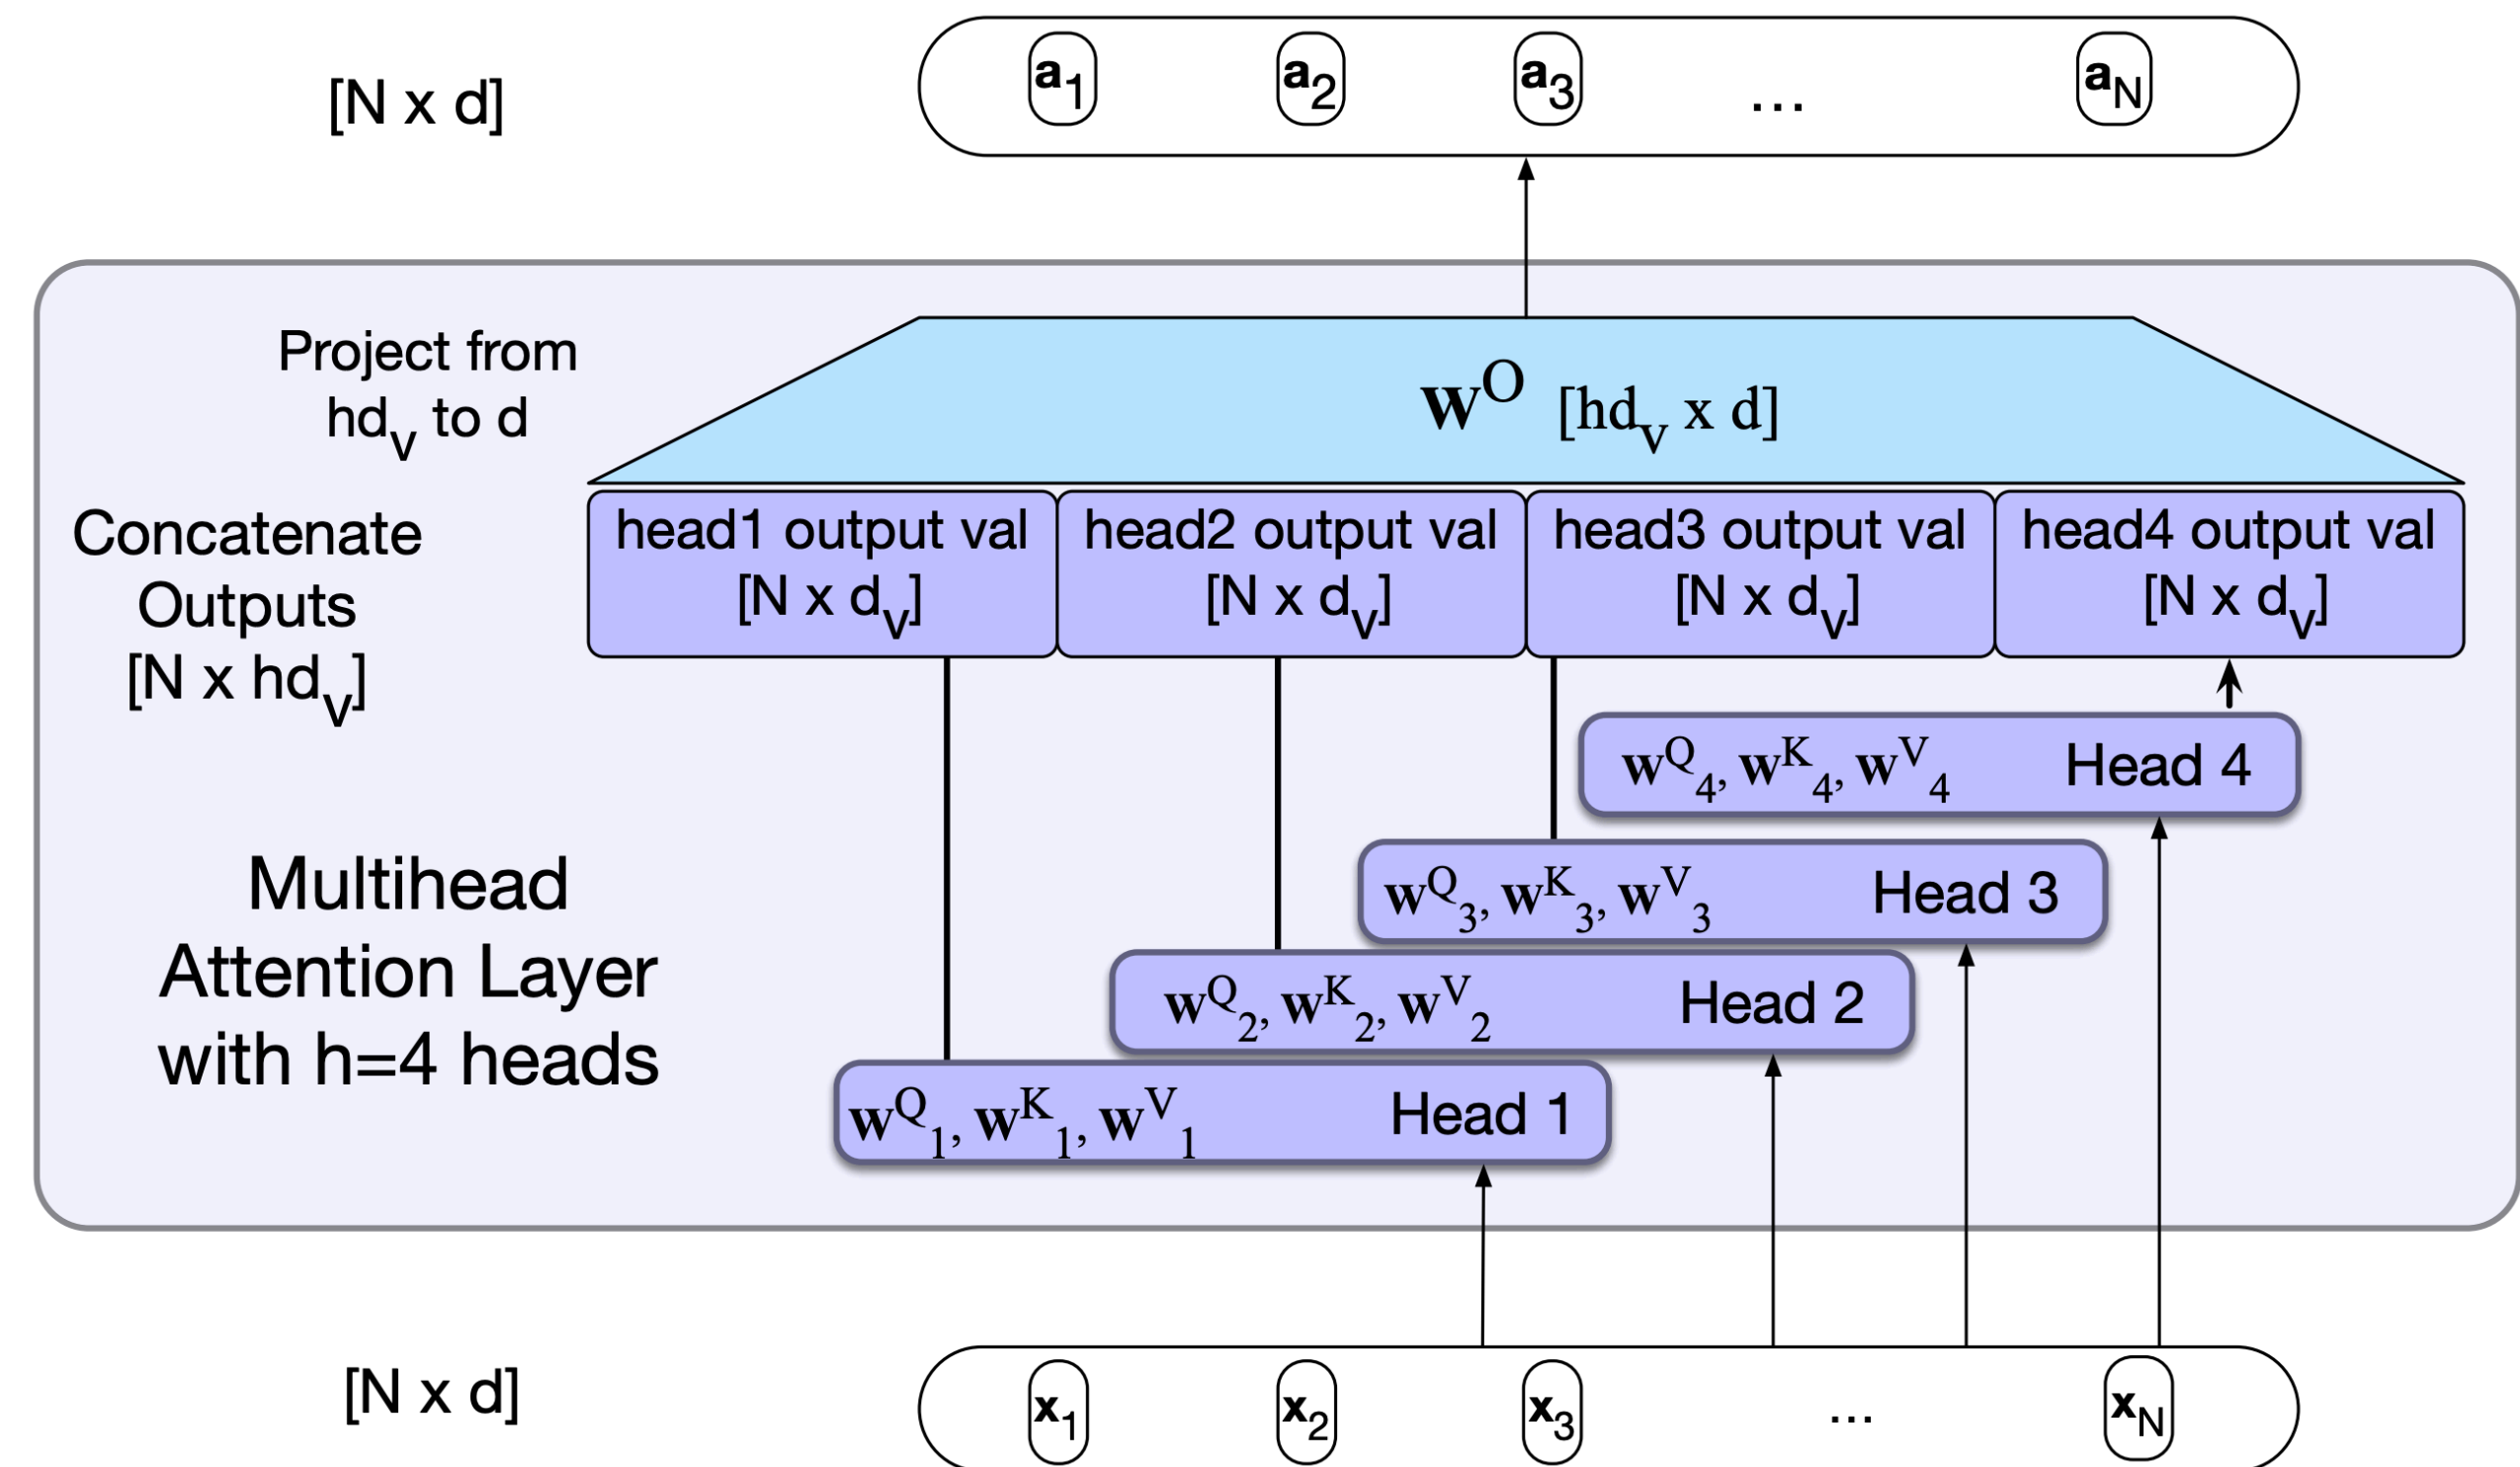 [N x d]
a1 a2 a3 ... aN
Project from
hdv to d
wO [hdv x d]
Concatenate
Outputs
[N x hdv]
head1 output val
[N x dv]
head2 output val
[N x dv]
head3 output val
[N x dv]
head4 output val
[N x dv]
wQ4, wK4, wV4 Head 4
wQ3, wK3, wV3 Head 3
wQ2, wK2, wV2 Head 2
wQ1, wK1, wV1 Head 1
Multihead
Attention Layer
with h=4 heads
[N x d]
x1 x2 x3 ... xN